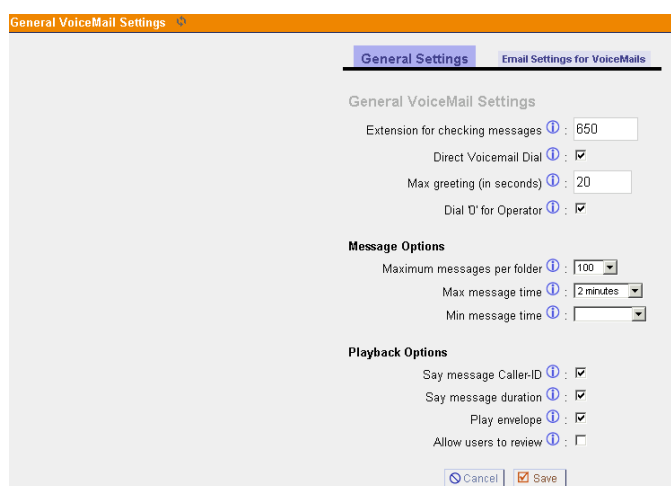 General VoiceMail Settings
General Settings Email Settings for VoiceMails
General VoiceMail Settings
Extension for checking messages : 650
Direct Voicemail Dial :
Max greeting (in seconds) : 20
Dial '0' for Operator :
Message Options
Maximum messages per folder : 100
Max message time : 2 minutes
Min message time :
Playback Options
Say message Caller-ID :
Say message duration :
Play envelope :
Allow users to review :
Cancel Save